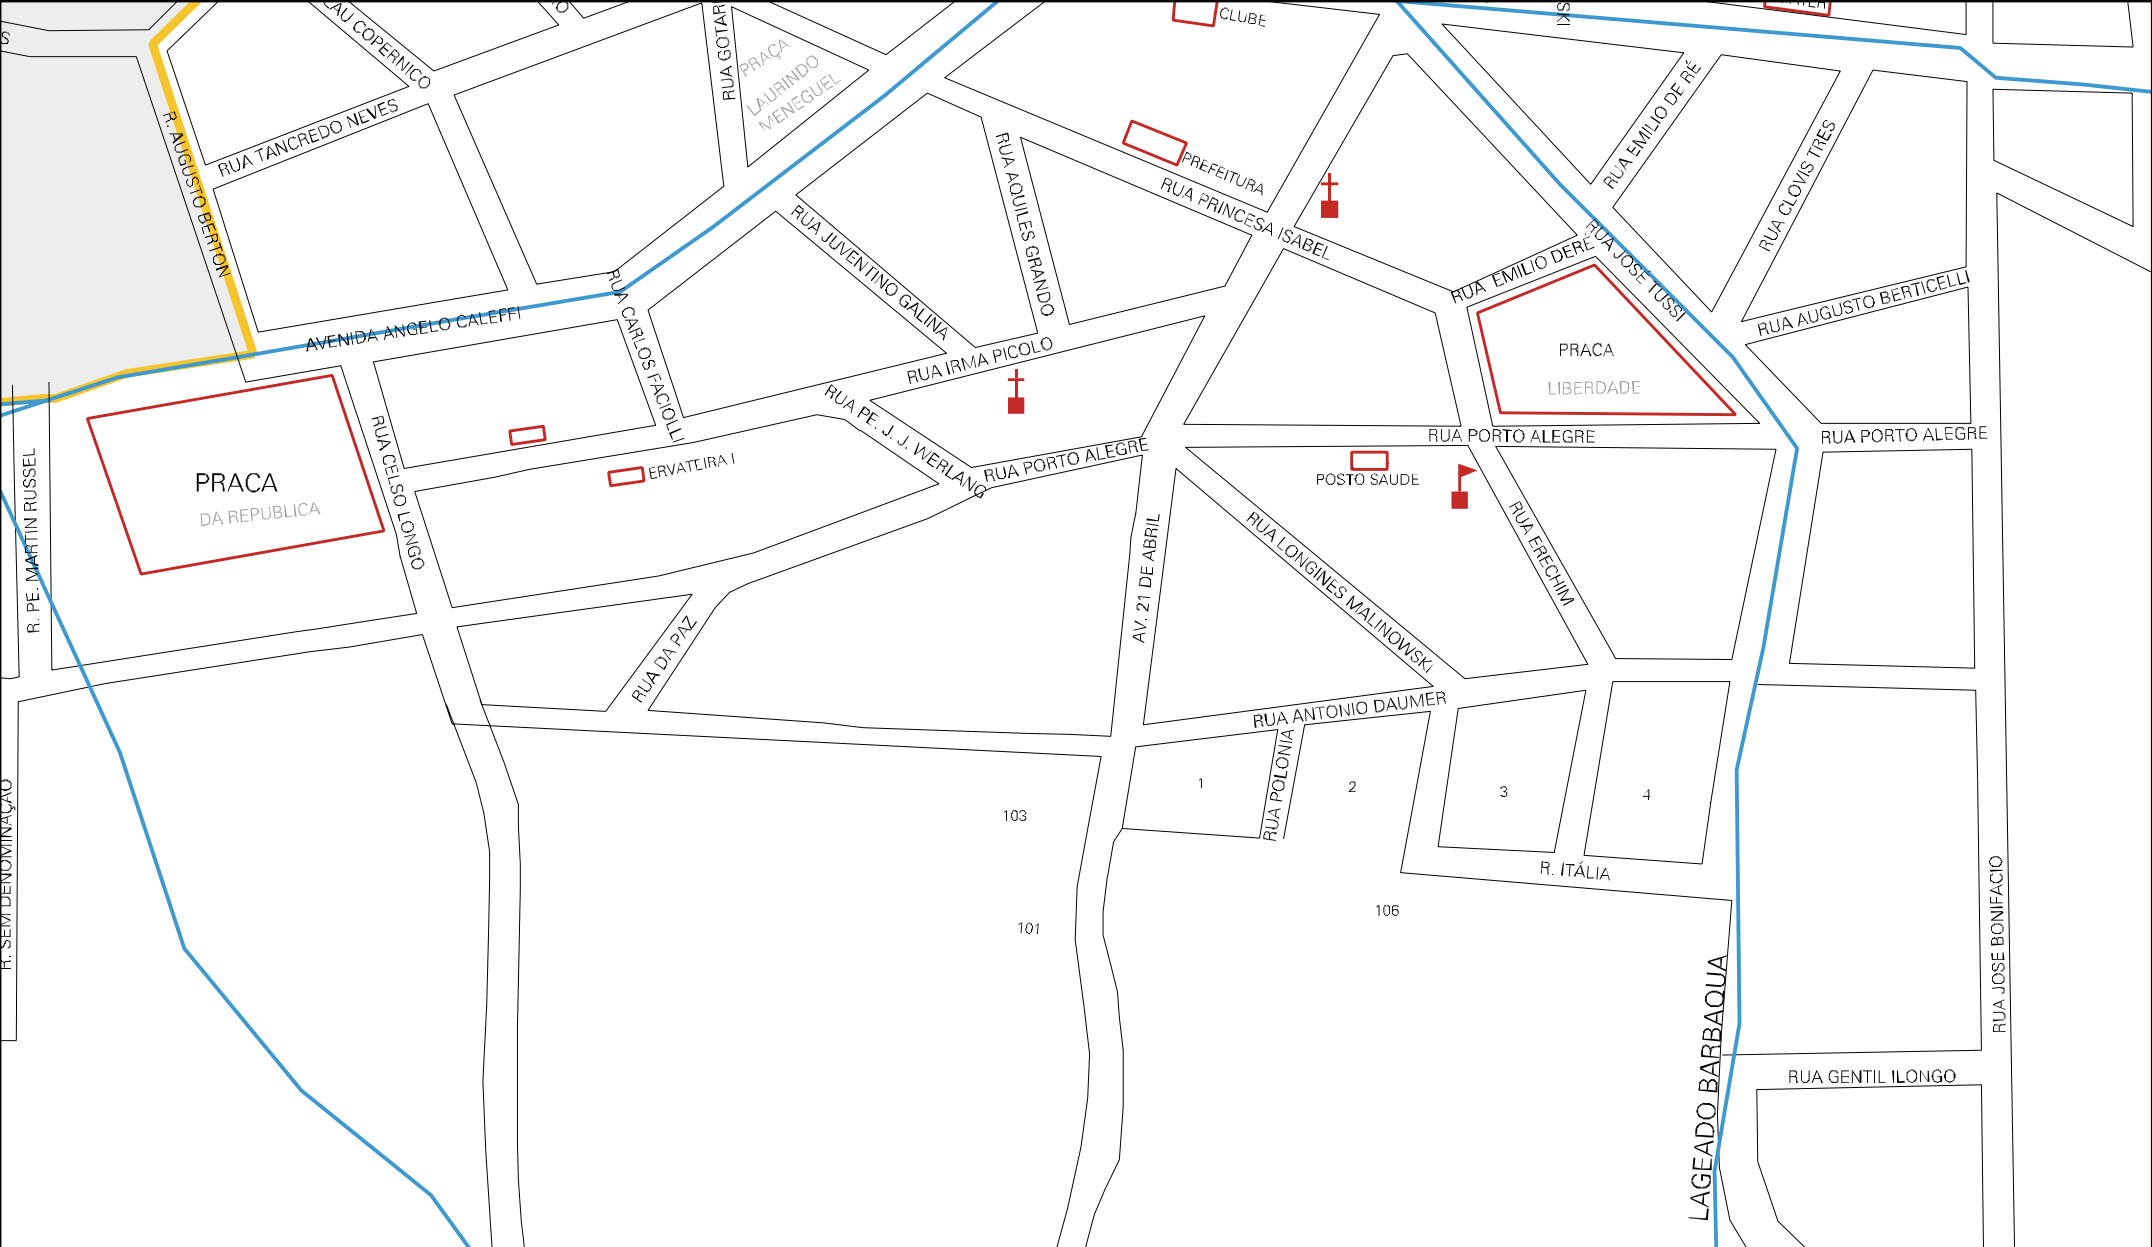 CLUBE
RUA TANCREDO NEVES
R. AUGUSTO BERTON
PRAÇA
LAURINDO
MENEGUEL
PREFEITURA
RUA PRINCESA ISABEL
RUA AQUILES GRANDO
RUA JUVENTINO GALINA
RUA EMILIO DE RÉ
RUA CLOVIS TRES
RUA EMILIO DERÉ
RUA JOSÉ TUSSI
RUA AUGUSTO BERTICELLI
AVENIDA ANGELO CALEFFI
RUA CARLOS FACIOLLI
RUA IRMA PICOLO
RUA PE. J. J. WERLANG
PRACA
LIBERDADE
RUA PORTO ALEGRE
RUA PORTO ALEGRE
RUA PORTO ALEGRE
ERVATEIRA I
POSTO SAUDE
PRACA
DA REPUBLICA
RUA CELSO LONGO
R. PE. MARTIN RUSSEL
AV. 21 DE ABRIL
RUA LONGINES MALINOWSKI
RUA ERECHIM
RUA DA PAZ
RUA ANTONIO DAUMER
RUA POLONIA
1
2
3
4
103
R. ITÁLIA
101
106
R. SEM DENOMINAÇÃO
RUA JOSE BONIFACIO
LAGEADO BARBAQUA
RUA GENTIL ILONGO